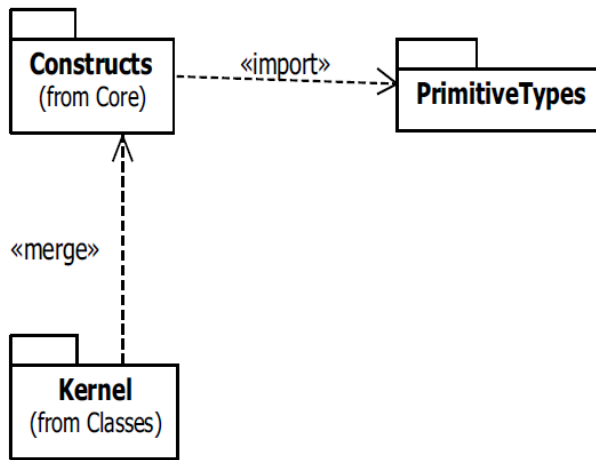 Constructs
(from Core)
«import»
PrimitiveTypes
«merge»
Kernel
(from Classes)